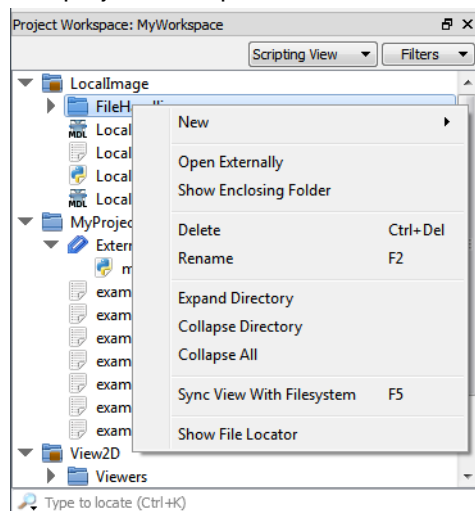 Project Workspace: MyWorkspace
Scripting View
Filters
LocalImage
FileH
MDL Local
Local
Local
MDL Local
MyProjec
Extern
m
exam
exam
exam
exam
exam
exam
exam
View2D
Viewers
New
Open Externally
Show Enclosing Folder
Delete Ctrl+Del
Rename F2
Expand Directory
Collapse Directory
Collapse All
Sync View With Filesystem F5
Show File Locator
Type to locate (Ctrl+K)